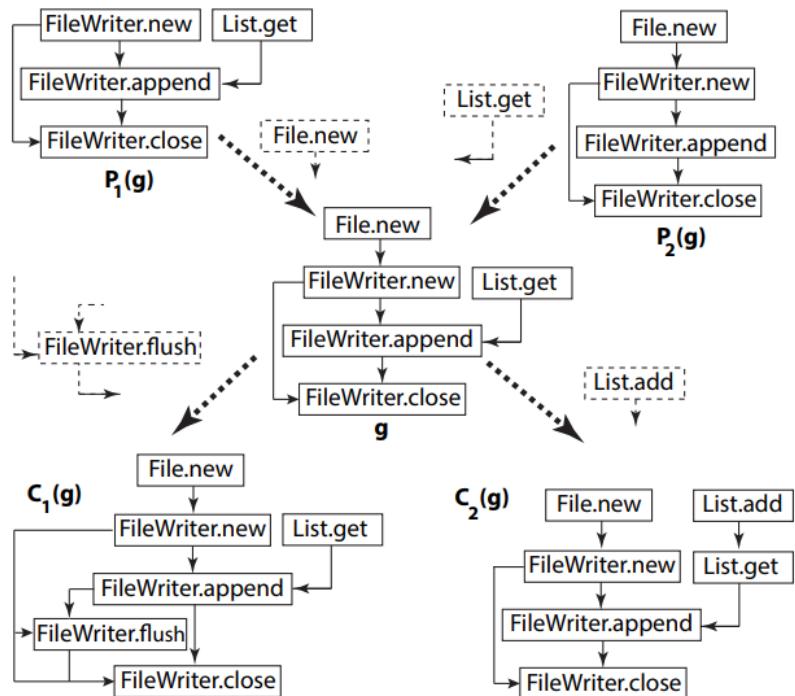 FileWriter.new
List.get
FileWriter.append
FileWriter.close
P1(g)
File.new
FileWriter.new
FileWriter.append
FileWriter.close
P2(g)
File.new
List.get
File.new
FileWriter.new
List.get
FileWriter.append
FileWriter.close
g
FileWriter.flush
List.add
C1(g)
File.new
FileWriter.new
List.get
FileWriter.append
FileWriter.flush
FileWriter.close
C2(g)
File.new
List.add
FileWriter.new
List.get
FileWriter.append
FileWriter.close